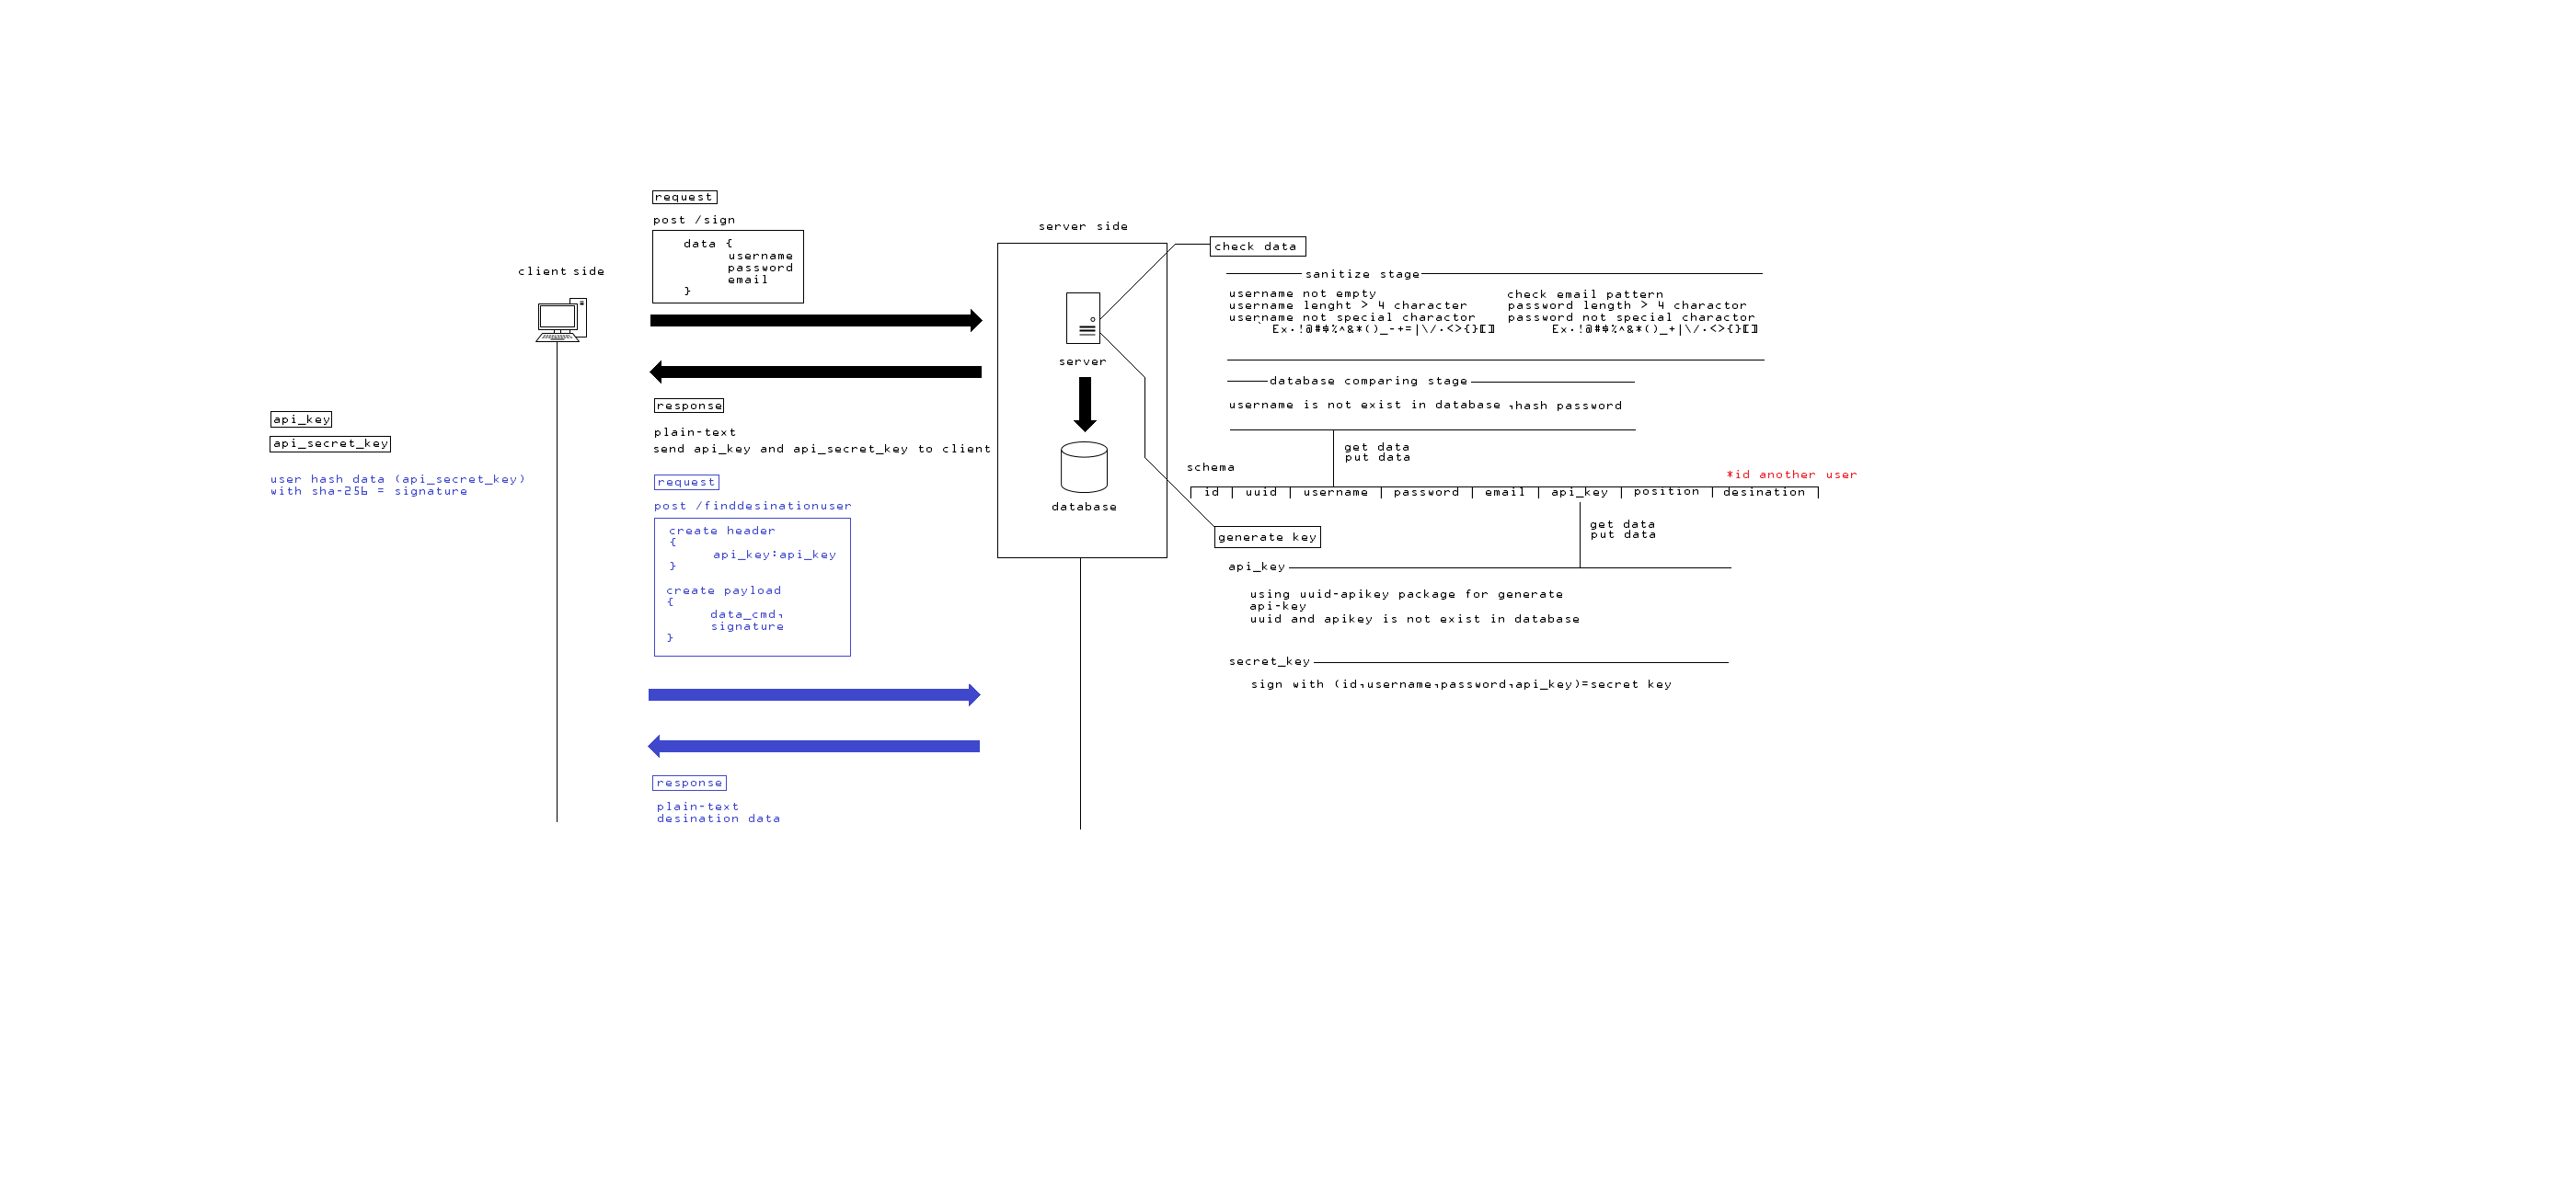 request
post /sign
data {
username
password
email
}
client side
server side
server
database
response
plain-text
send api_key and api_secret_key to client
api_key
api_secret_key
user hash data (api_secret_key)
with sha-256 = signature
request
post /finddesinationuser
create header
{
api_key:api_key
}
create payload
{
data_cmd,
signature
}
response
plain-text
desination data
check data
sanitize stage
username not empty
username lenght > 4 character
username not special charactor
` Ex.!@#$%^&*()_-+=|\/.<>{}[]
check email pattern
password length > 4 charactor
password not special charactor
Ex.!@#$%^&*()_+|\/.<>{}[]
database comparing stage
username is not exist in database ,hash password
get data
put data
schema
*id another user
id uuid username password email api_key position desination
get data
put data
generate key
api_key
using uuid-apikey package for generate
api-key
uuid and apikey is not exist in database
secret_key
sign with (id,username,password,api_key)=secret key